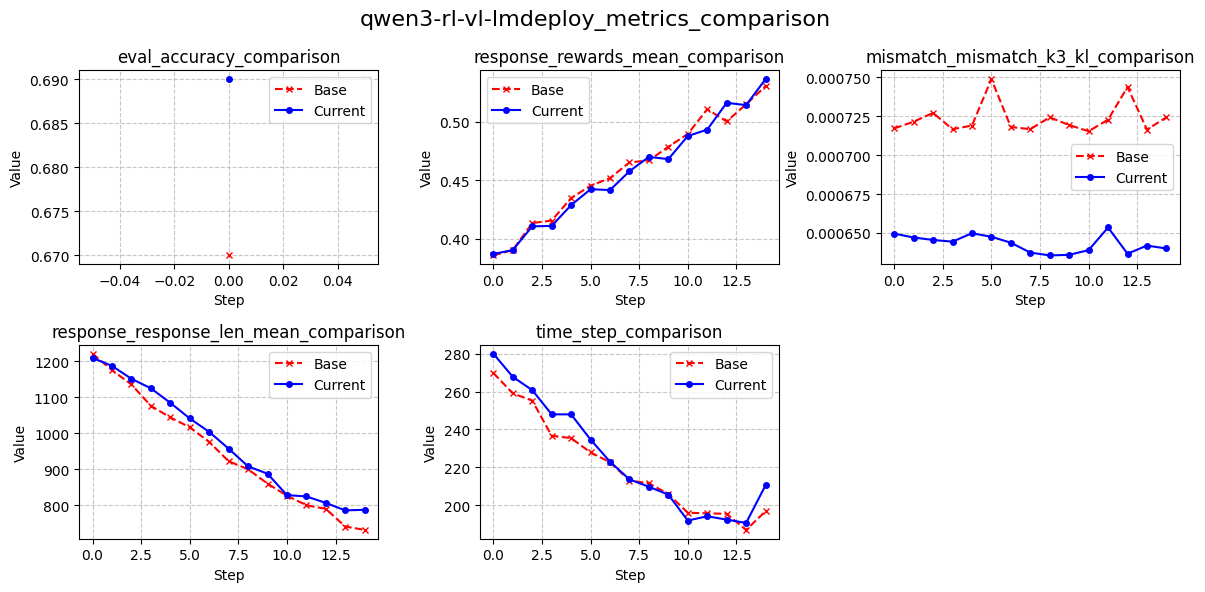 qwen3-rl-vl-lmdeploy_metrics_comparison
eval_accuracy_comparison
0.690
0.685
0.680
0.675
0.670
Value
Base
Current
−0.04 −0.02 0.00 0.02 0.04
Step
response_rewards_mean_comparison
0.50
0.45
0.40
Value
Base
Current
0.0 2.5 5.0 7.5 10.0 12.5
Step
mismatch_mismatch_k3_kl_comparison
0.000750
0.000725
0.000700
0.000675
0.000650
Value
Base
Current
0.0 2.5 5.0 7.5 10.0 12.5
Step
response_response_len_mean_comparison
1200
1100
1000
900
800
Value
Base
Current
0.0 2.5 5.0 7.5 10.0 12.5
Step
time_step_comparison
280
260
240
220
200
Value
Base
Current
0.0 2.5 5.0 7.5 10.0 12.5
Step